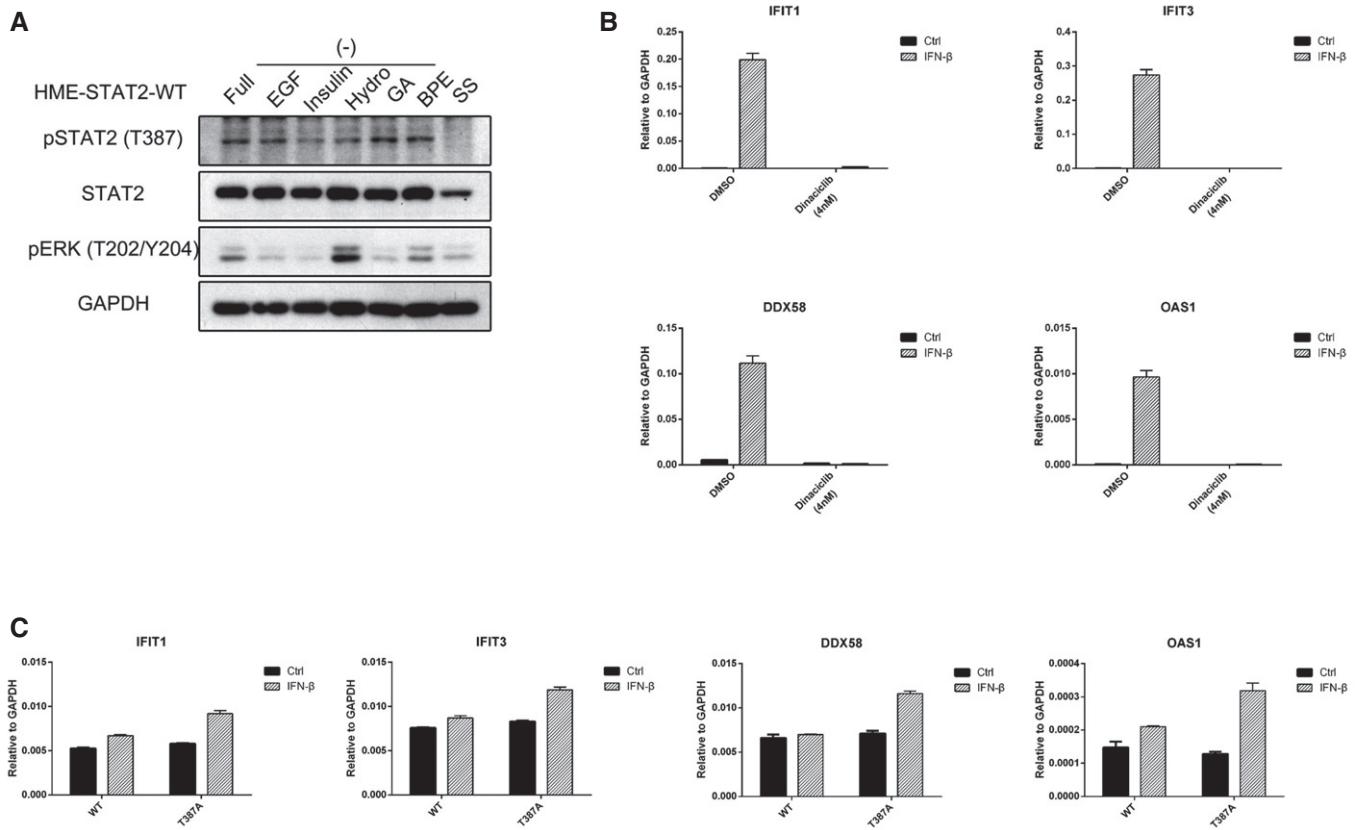 A
(-)
HME-STAT2-WT
Full
EGF
Insulin
Hydro
GA
BPE
SS
pSTAT2 (T387)
STAT2
pERK (T202/Y204)
GAPDH
B
IFIT1
Relative to GAPDH
0.25
0.20
0.15
0.10
0.05
0.00
DMSO
Dinaciclib
(4nM)
Ctrl
IFN-β
IFIT3
Relative to GAPDH
0.4
0.3
0.2
0.1
0.0
DMSO
Dinaciclib
(4nM)
Ctrl
IFN-β
DDX58
Relative to GAPDH
0.15
0.10
0.05
0.00
DMSO
Dinaciclib
(4nM)
Ctrl
IFN-β
OAS1
Relative to GAPDH
0.015
0.010
0.005
0.000
DMSO
Dinaciclib
(4nM)
Ctrl
IFN-β
C
IFIT1
Relative to GAPDH
0.015
0.010
0.005
0.000
WT
T387A
Ctrl
IFN-β
IFIT3
Relative to GAPDH
0.015
0.010
0.005
0.000
WT
T387A
Ctrl
IFN-β
DDX58
Relative to GAPDH
0.015
0.010
0.005
0.000
WT
T387A
Ctrl
IFN-β
OAS1
Relative to GAPDH
0.0004
0.0003
0.0002
0.0001
0.0000
WT
T387A
Ctrl
IFN-β